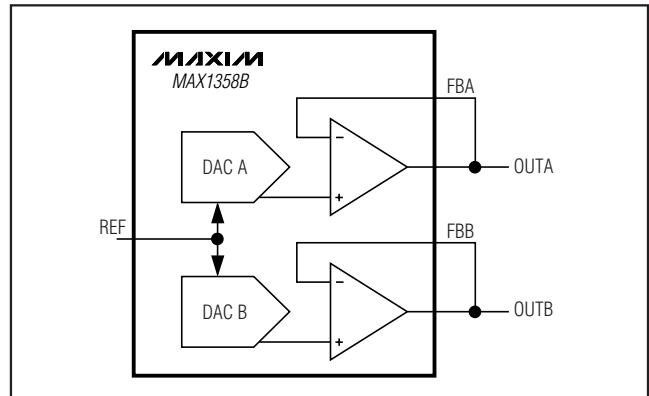 MAXIM
MAX1358B
FBA
DAC A
-
+
OUTA
REF
FBB
DAC B
-
+
OUTB